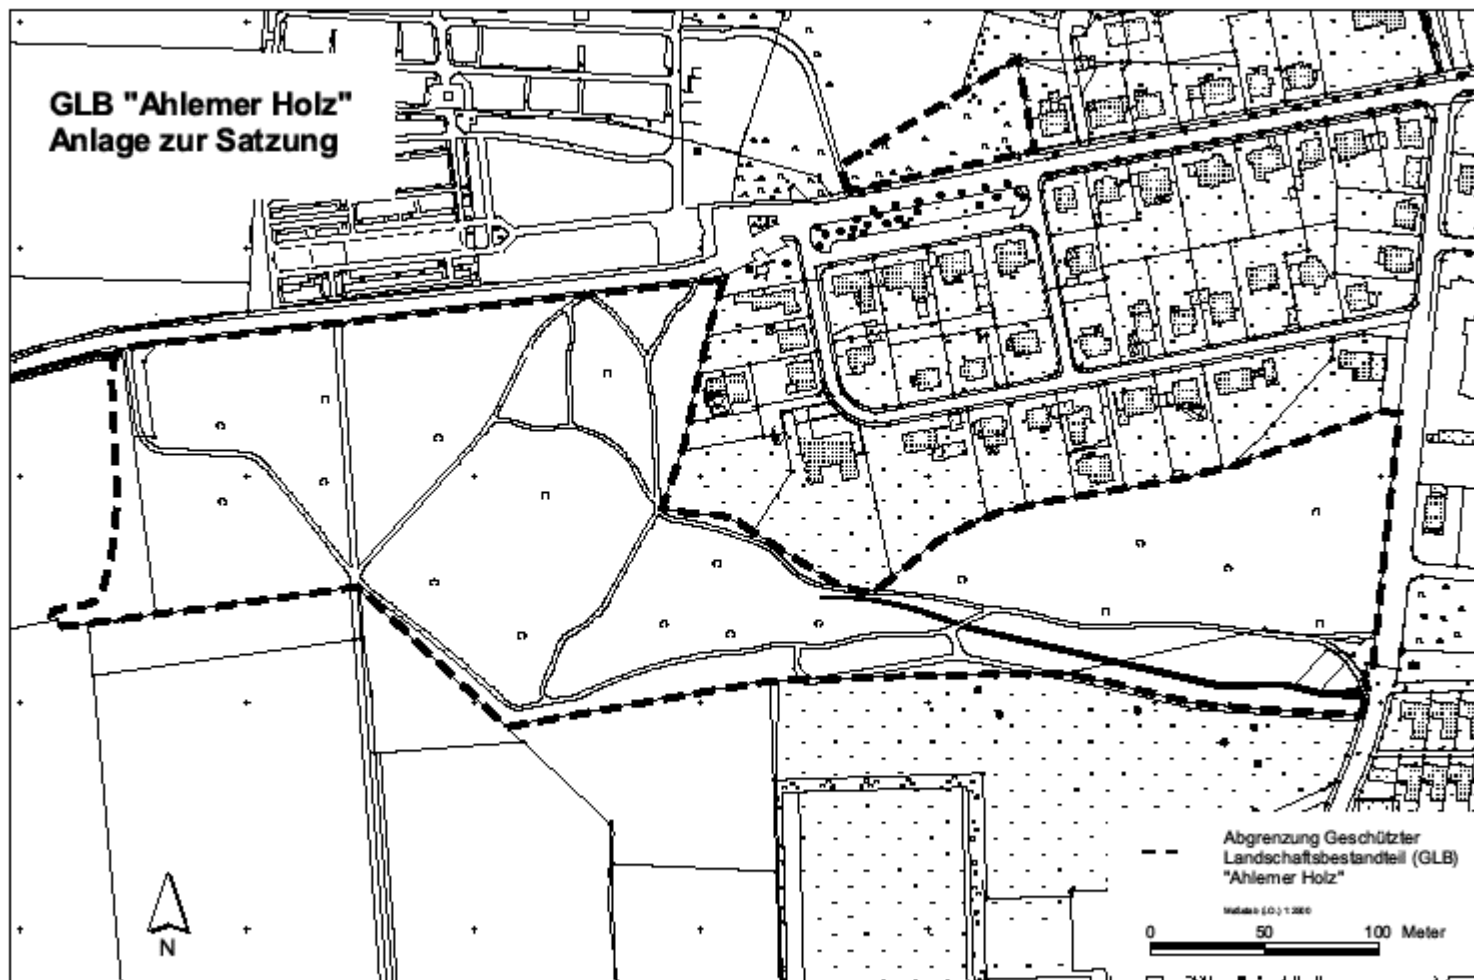 GLB "Ahlemer Holz"
Anlage zur Satzung
Abgrenzung Geschützter
Landschaftsbestandteil (GLB)
"Ahlemer Holz"
0 50 100 Meter
N